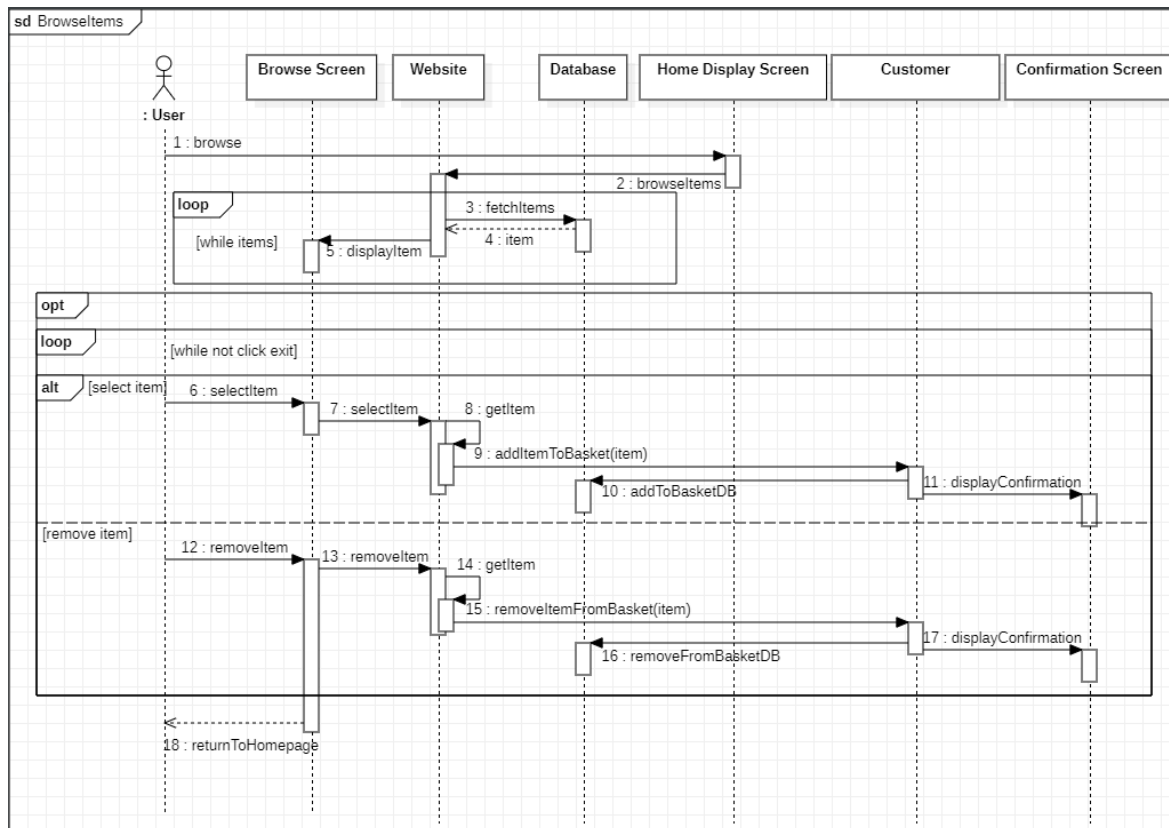 sd BrowseItems
Browse Screen
Website
Database
Home Display Screen
Customer
Confirmation Screen
: User
1 : browse
2 : browseItems
loop
3 : fetchItems
[while items]
4 : item
5 : displayItem
opt
loop
[while not click exit]
alt
[select item]
6 : selectItem
7 : selectItem
8 : getItem
9 : addItemToBasket(item)
10 : addToBasketDB
11 : displayConfirmation
[remove item]
12 : removeItem
13 : removeItem
14 : getItem
15 : removeItemFromBasket(item)
16 : removeFromBasketDB
17 : displayConfirmation
18 : returnToHomepage